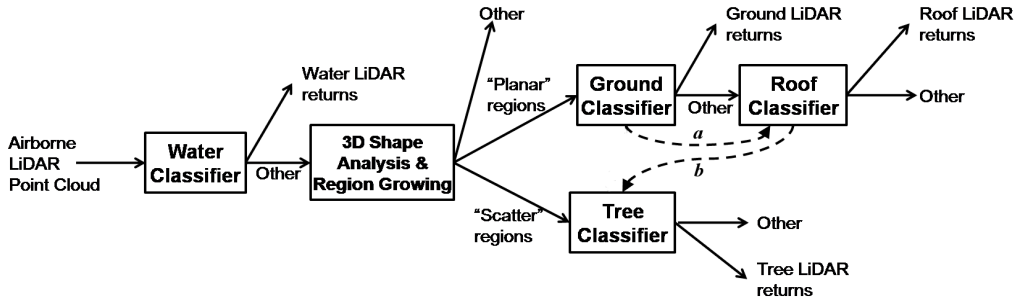 Airborne
LiDAR
Point Cloud
Water
Classifier
Water LiDAR
returns
Other
3D Shape
Analysis &
Region Growing
Other
“Planar”
regions
“Scatter”
regions
Ground
Classifier
Ground LiDAR
returns
Other
Roof
Classifier
Roof LiDAR
returns
Other
a
b
Tree
Classifier
Other
Tree LiDAR
returns